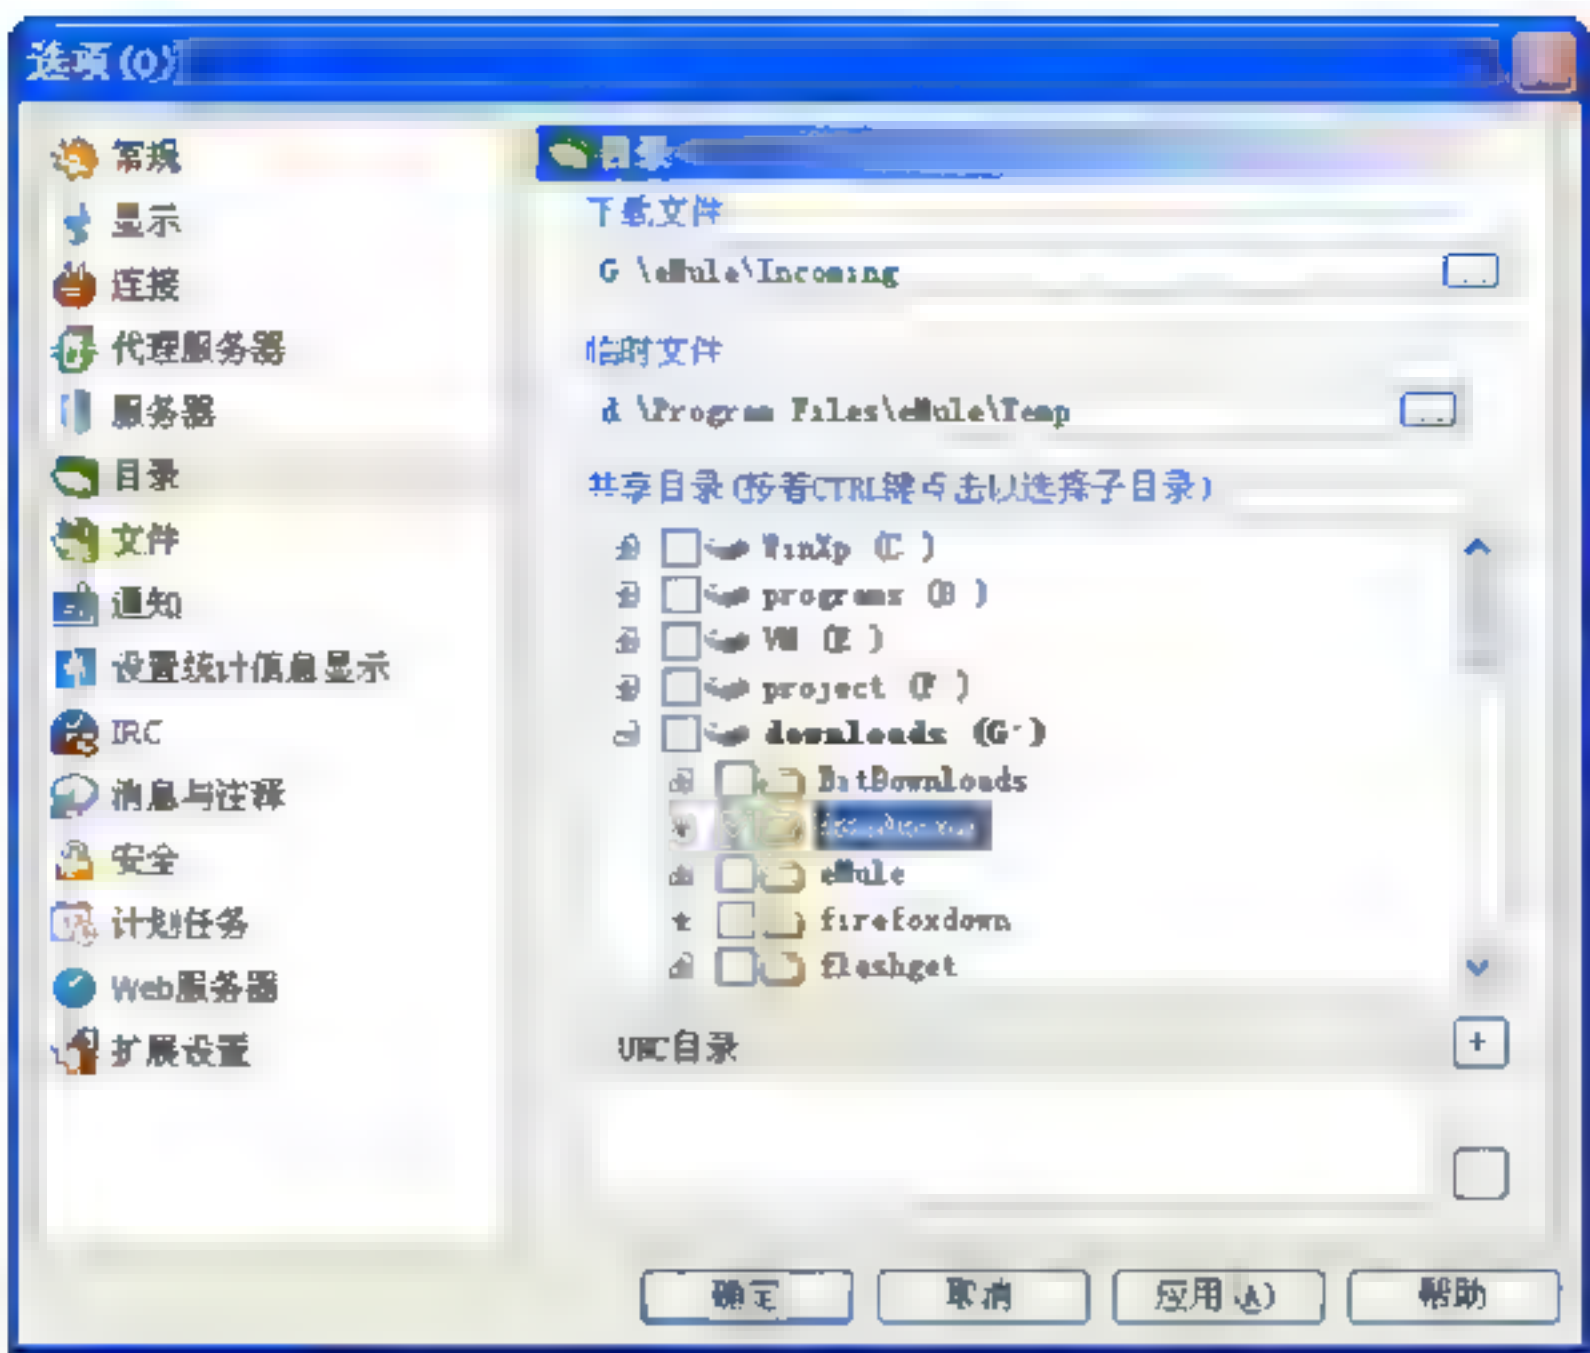 选项(O)
常规
显示
连接
代理服务器
服务器
目录
文件
通知
设置统计信息显示
IRC
消息与注释
安全
计划任务
Web服务器
扩展设置
目录
下载文件
G:\eMule\Incoming
...
临时文件
d:\Program Files\eMule\Temp
...
共享目录(按着CTRL键点击以选择子目录)
WinXp (C:)
programs (D:)
VM (E:)
project (F:)
downloads (G:)
BitDownloads
eMule
firefoxdown
flashget
UNC目录
+
确定
取消
应用(A)
帮助